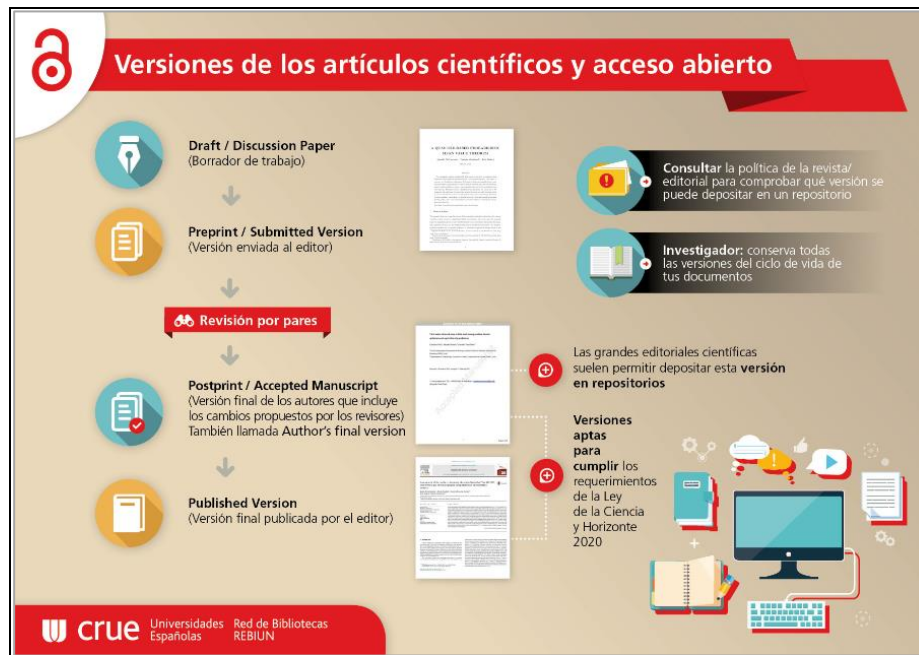 Versiones de los artículos científicos y acceso abierto
Draft / Discussion Paper
(Borrador de trabajo)
Preprint / Submitted Version
(Versión enviada al editor)
Revisión por pares
Postprint / Accepted Manuscript
(Versión final de los autores que incluye
los cambios propuestos por los revisores)
También llamada Author's final version
Published Version
(Versión final publicada por el editor)
Consultar la política de la revista/
editorial para comprobar qué versión se
puede depositar en un repositorio
Investigador: conserva todas
las versiones del ciclo de vida de
tus documentos
Las grandes editoriales científicas
suelen permitir depositar esta versión
en repositorios
Versiones
aptas
para
cumplir los
requerimientos
de la Ley
de la Ciencia
y Horizonte
2020
crue
Universidades
Españolas
Red de Bibliotecas
REBIUN